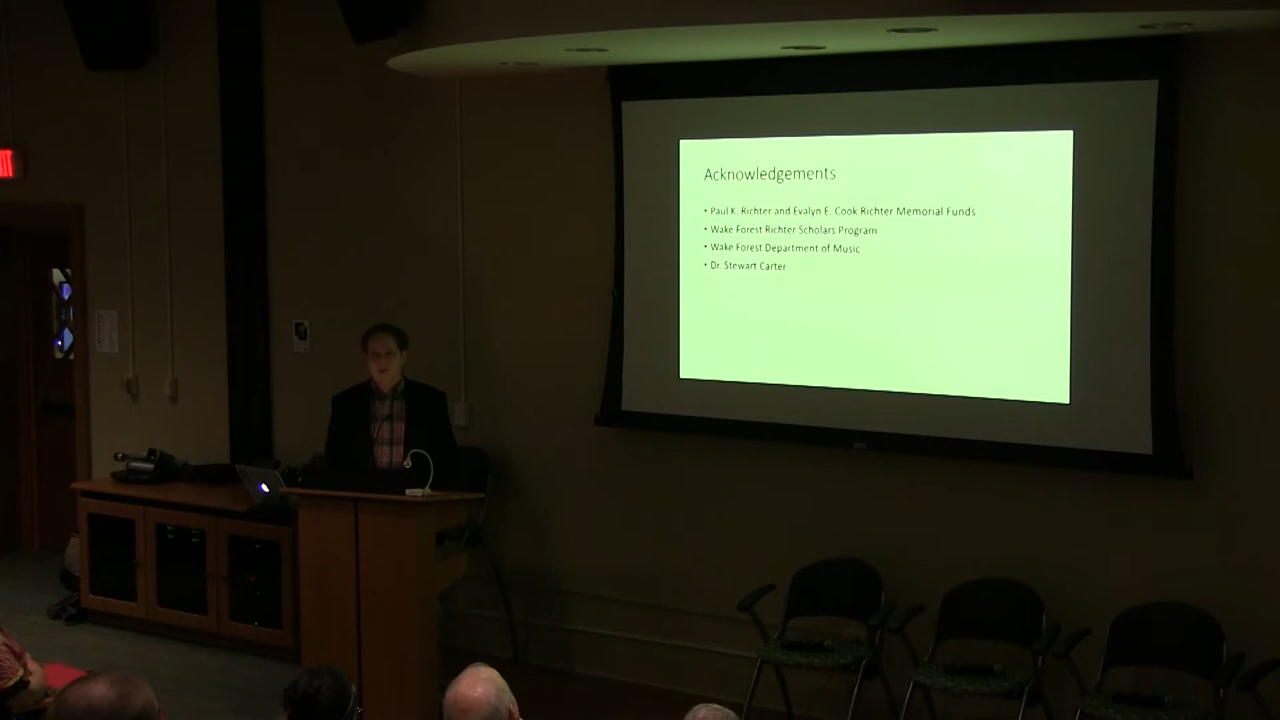 Acknowledgements
• Paul K. Richter and Evalyn E. Cook Richter Memorial Funds
• Wake Forest Richter Scholars Program
• Wake Forest Department of Music
• Dr. Stewart Carter